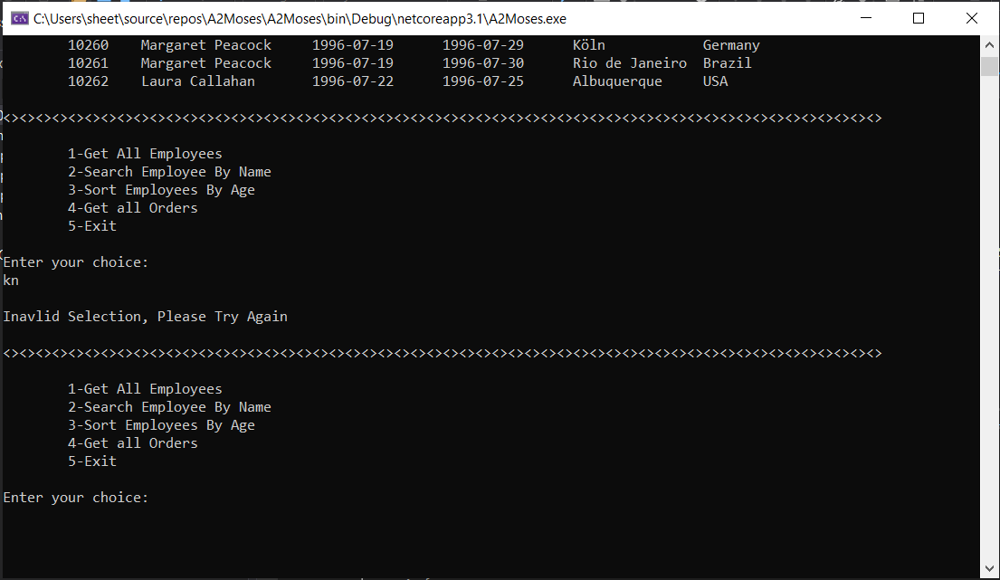 C:\Users\sheet\source\repos\A2Moses\A2Moses\bin\Debug\netcoreapp3.1\A2Moses.exe
10260 Margaret Peacock 1996-07-19 1996-07-29 Köln Germany
10261 Margaret Peacock 1996-07-19 1996-07-30 Rio de Janeiro Brazil
10262 Laura Callahan 1996-07-22 1996-07-25 Albuquerque USA
<><><><><><><><><><><><><><><><><><><><><><><><><><><><><><><><><><><><><><><><><><><><><><><><><><><><><><>
1-Get All Employees
2-Search Employee By Name
3-Sort Employees By Age
4-Get all Orders
5-Exit
Enter your choice:
kn
Inavlid Selection, Please Try Again
<><><><><><><><><><><><><><><><><><><><><><><><><><><><><><><><><><><><><><><><><><><><><><><><><><><><><><>
1-Get All Employees
2-Search Employee By Name
3-Sort Employees By Age
4-Get all Orders
5-Exit
Enter your choice: